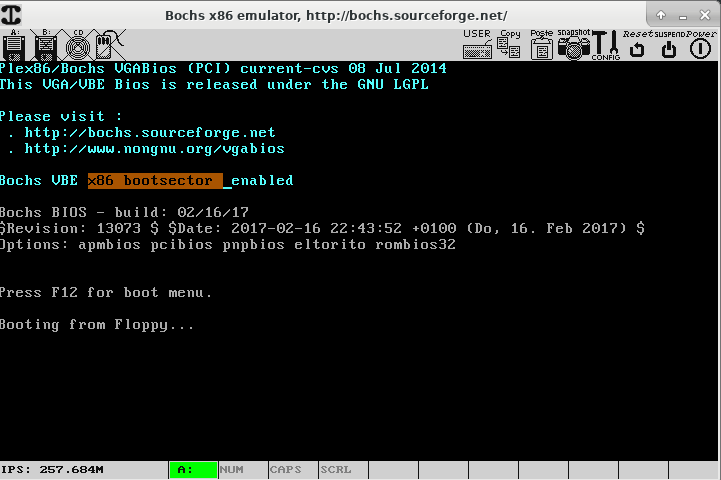 Bochs x86 emulator, http://bochs.sourceforge.net/
A: B: CD USER Copy Paste snapshot CONFIG Reset SUSPEND Power
Plex86/Bochs VGABios (PCI) current-cvs 08 Jul 2014
This VGA/VBE Bios is released under the GNU LGPL
Please visit :
. http://bochs.sourceforge.net
. http://www.nongnu.org/vgabios
Bochs VBE x86 bootsector _enabled
Bochs BIOS - build: 02/16/17
$Revision: 13073 $ $Date: 2017-02-16 22:43:52 +0100 (Do, 16. Feb 2017) $
Options: apmbios pcibios pnpbios eltorito rombios32
Press F12 for boot menu.
Booting from Floppy...
IPS: 257.684M A: NUM CAPS SCRL